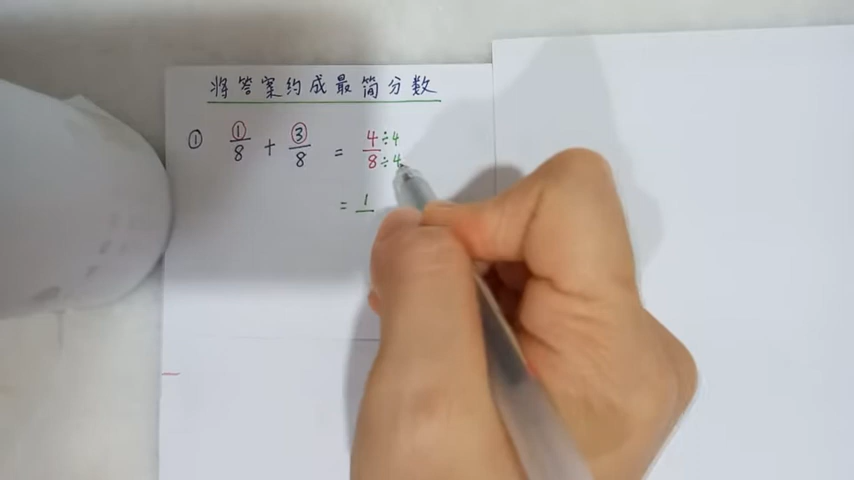 将答案约成最简分数
① 1/8 + 3/8 = 4÷4/8÷4
= 1/